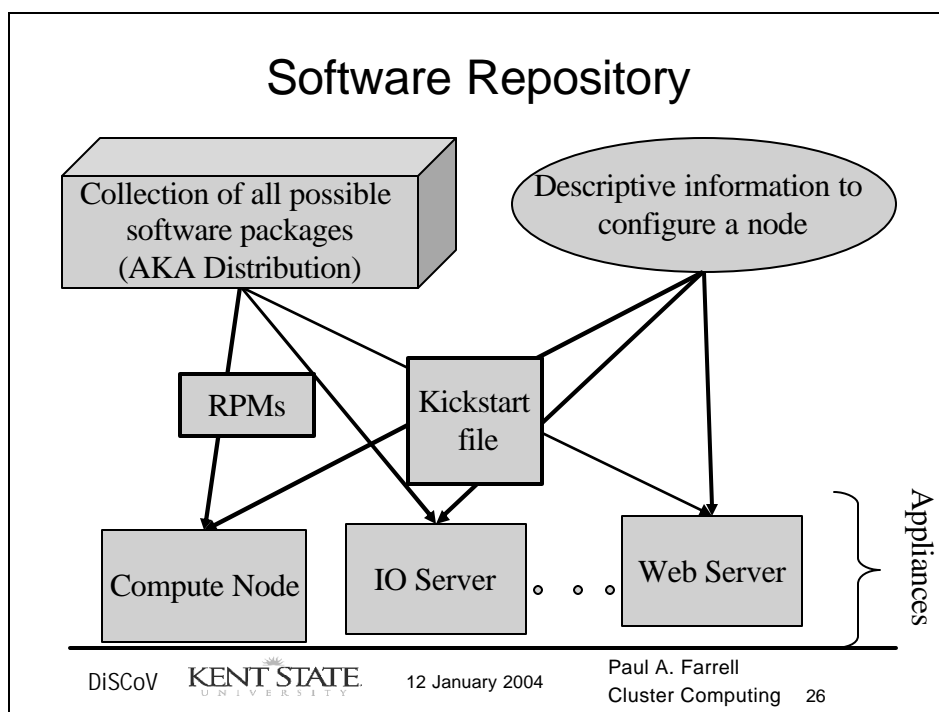 Software Repository
Collection of all possible
software packages
(AKA Distribution)
Descriptive information to
configure a node
RPMs
Kickstart
file
Compute Node
IO Server
Web Server
Appliances
DiSCoV
KENT STATE
UNIVERSITY
12 January 2004
Paul A. Farrell
Cluster Computing
26